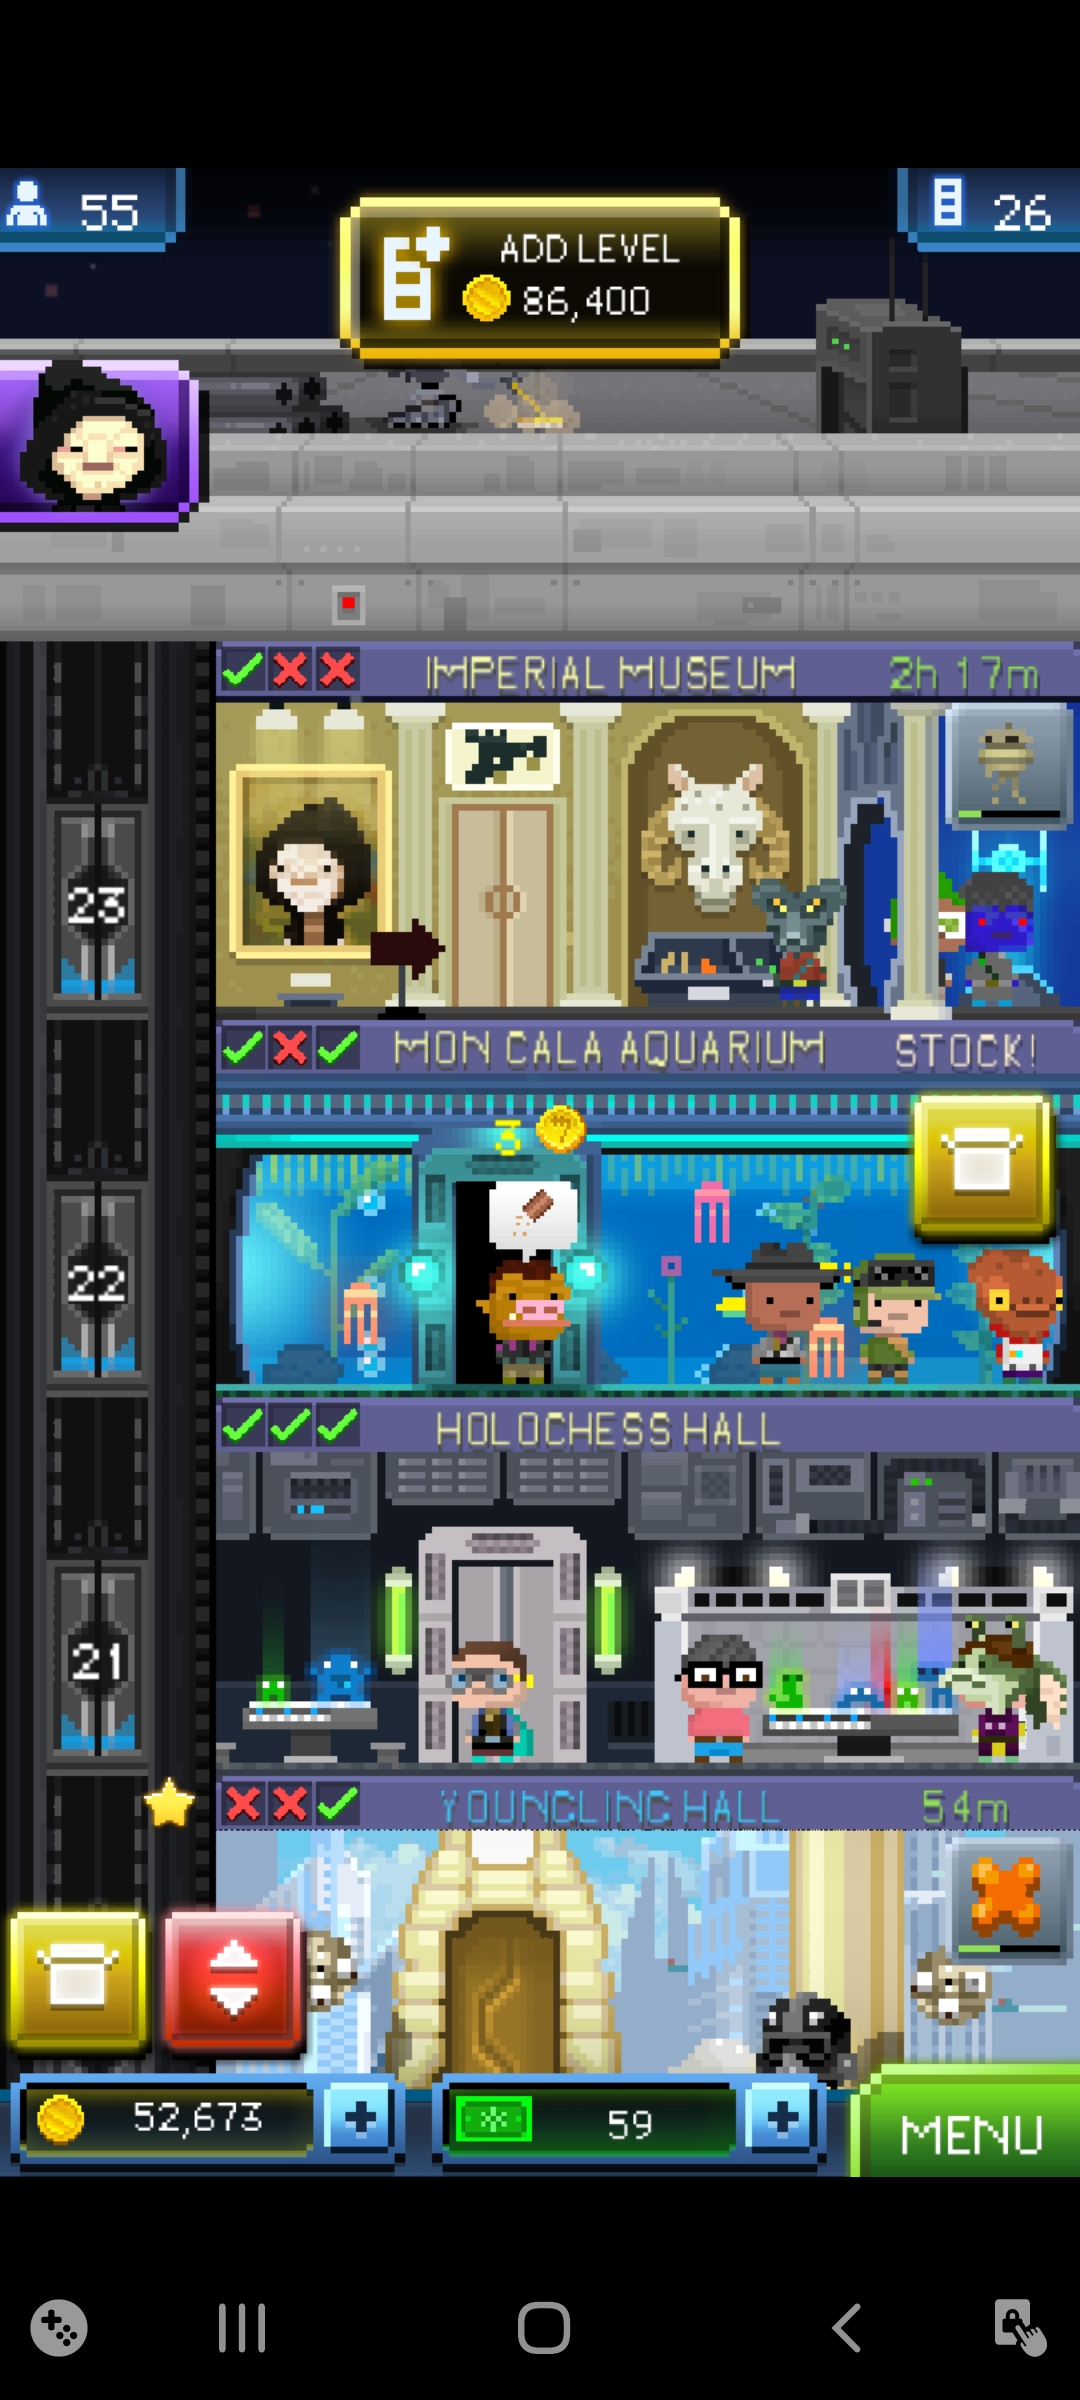 55
ADD LEVEL
86,400
26
IMPERIAL MUSEUM
2h 17m
23
MON CALA AQUARIUM
STOCK!
3
22
HOLOCHESS HALL
21
YOUNGLING HALL
54m
52,673
59
MENU